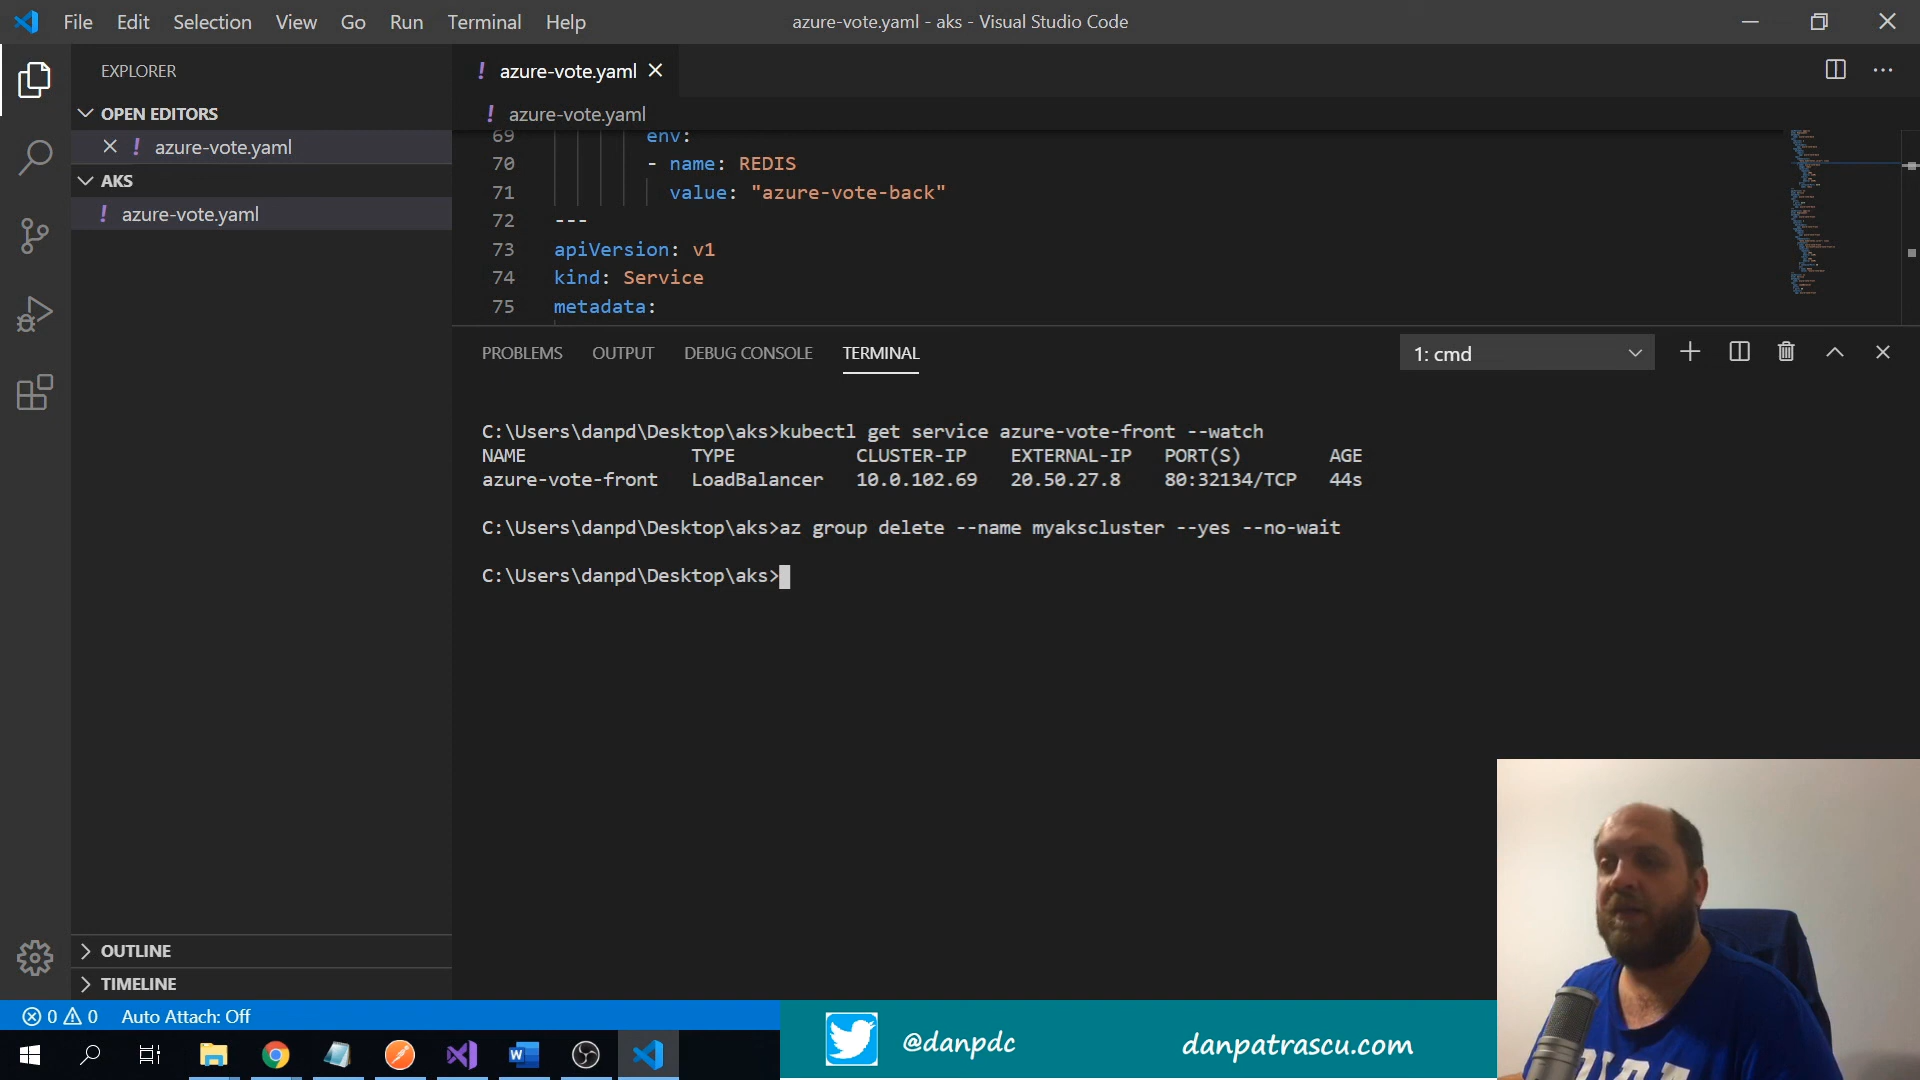 File Edit Selection View Go Run Terminal Help
azure-vote.yaml - aks - Visual Studio Code
EXPLORER
OPEN EDITORS
! azure-vote.yaml
AKS
! azure-vote.yaml
OUTLINE
TIMELINE
! azure-vote.yaml
! azure-vote.yaml
69 env:
70 - name: REDIS
71 value: "azure-vote-back"
72 ---
73 apiVersion: v1
74 kind: Service
75 metadata:
PROBLEMS OUTPUT DEBUG CONSOLE TERMINAL
1: cmd
C:\Users\danpd\Desktop\aks>kubectl get service azure-vote-front --watch
NAME TYPE CLUSTER-IP EXTERNAL-IP PORT(S) AGE
azure-vote-front LoadBalancer 10.0.102.69 20.50.27.8 80:32134/TCP 44s
C:\Users\danpd\Desktop\aks>az group delete --name myakscluster --yes --no-wait
C:\Users\danpd\Desktop\aks>
0 0 Auto Attach: Off
@danpdc
danpatrascu.com